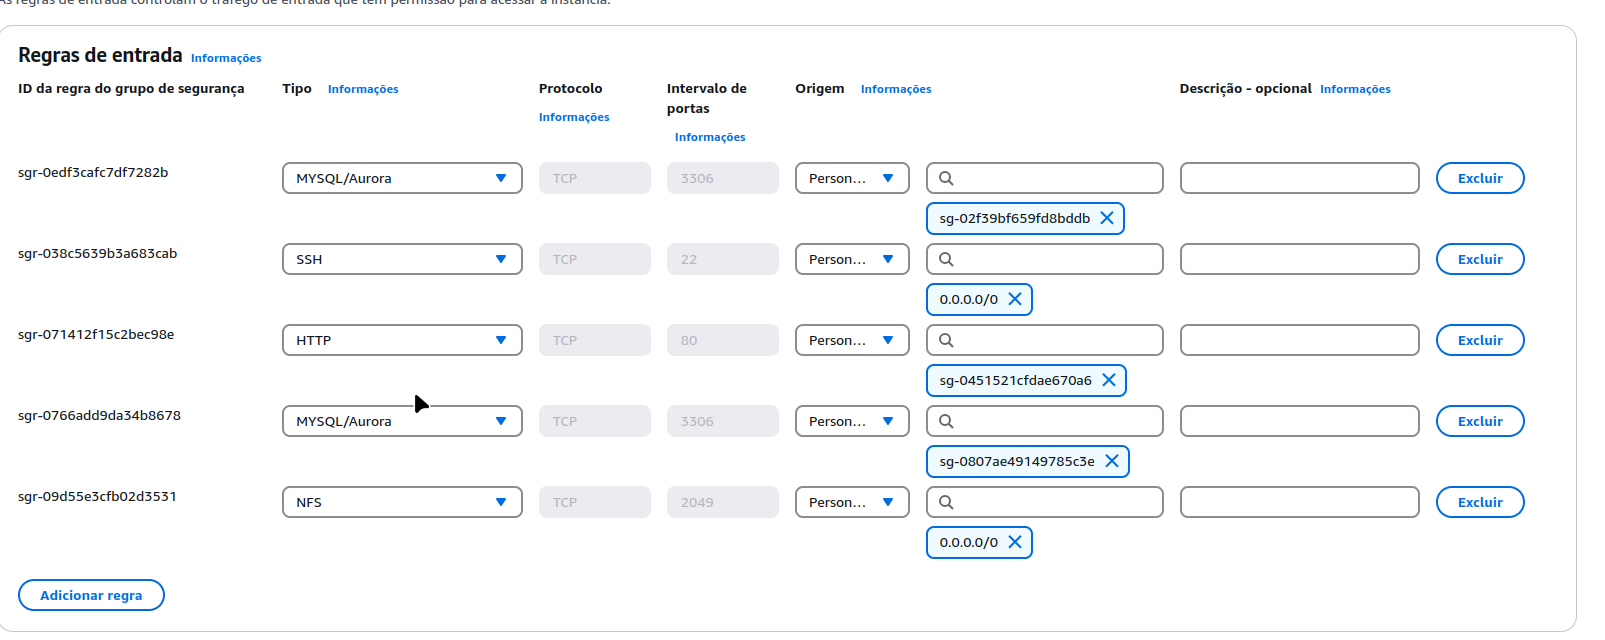 As regras de entrada controlam o tráfego de entrada que tem permissão para acessar a instância.
Regras de entrada Informações
ID da regra do grupo de segurança Tipo Informações Protocolo Informações Intervalo de portas Informações Origem Informações Descrição - opcional Informações
sgr-0edf3cafc7df7282b MYSQL/Aurora TCP 3306 Person... Excluir
sg-02f39bf659fd8bddb
sgr-038c5639b3a683cab SSH TCP 22 Person... Excluir
0.0.0.0/0
sgr-071412f15c2bec98e HTTP TCP 80 Person... Excluir
sg-0451521cfdae670a6
sgr-0766add9da34b8678 MYSQL/Aurora TCP 3306 Person... Excluir
sg-0807ae49149785c3e
sgr-09d55e3cfb02d3531 NFS TCP 2049 Person... Excluir
0.0.0.0/0
Adicionar regra